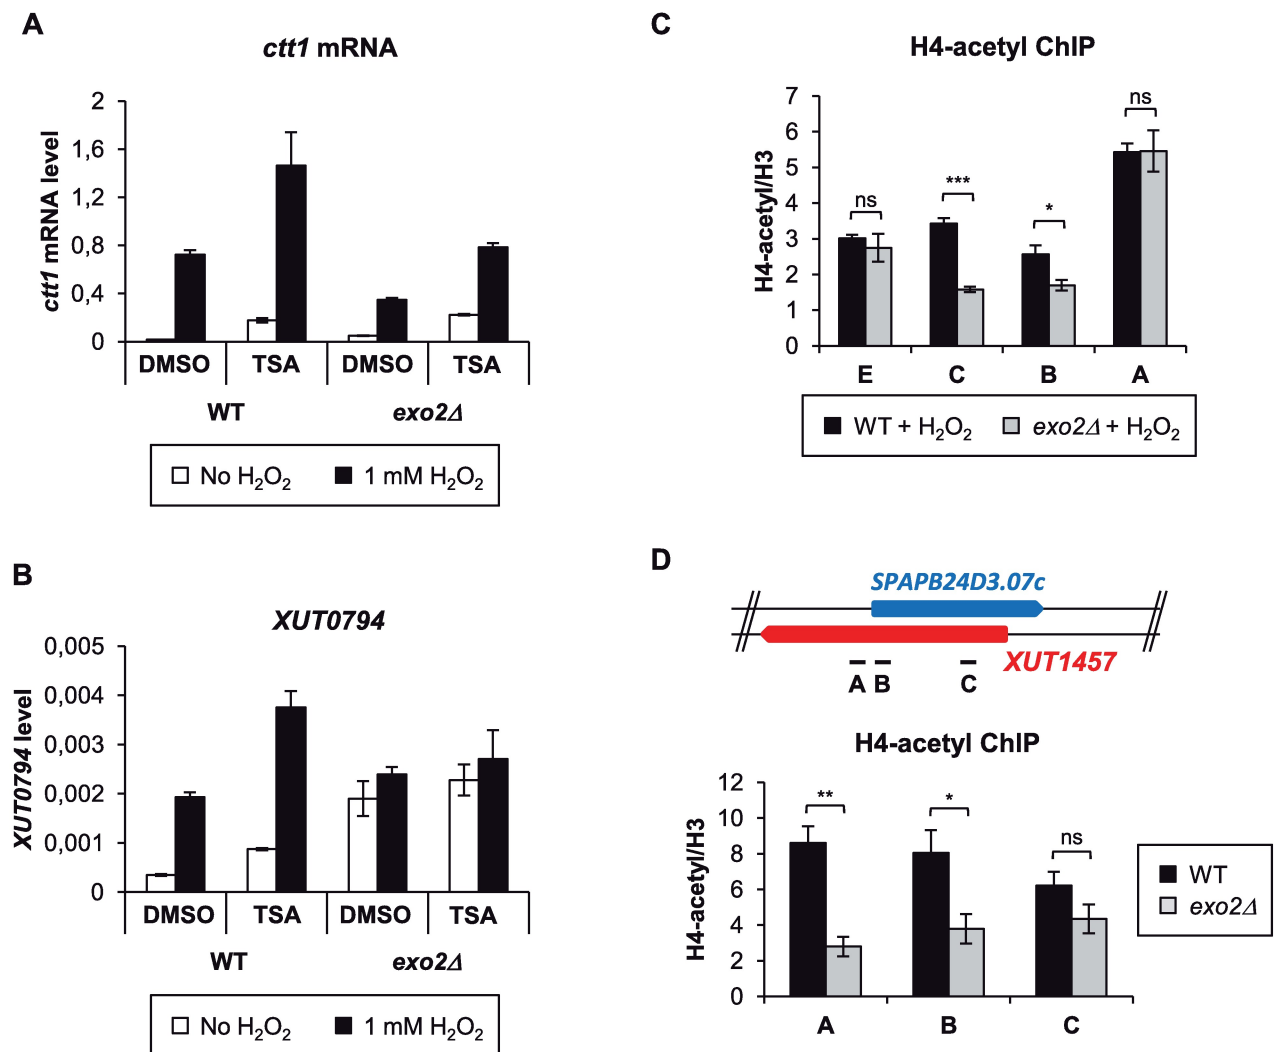 A
ctt1 mRNA
ctt1 mRNA level
2
1,6
1,2
0,8
0,4
0
DMSO TSA DMSO TSA
WT exo2Δ
No H₂O₂ 1 mM H₂O₂
B
XUT0794
XUT0794 level
0,005
0,004
0,003
0,002
0,001
0
DMSO TSA DMSO TSA
WT exo2Δ
No H₂O₂ 1 mM H₂O₂
C
H4-acetyl ChIP
H4-acetyl/H3
7
6
5
4
3
2
1
0
ns *** * ns
E C B A
WT + H₂O₂ exo2Δ + H₂O₂
D
SPAPB24D3.07c
XUT1457
A B C
H4-acetyl ChIP
H4-acetyl/H3
12
10
8
6
4
2
0
** * ns
A B C
WT
exo2Δ